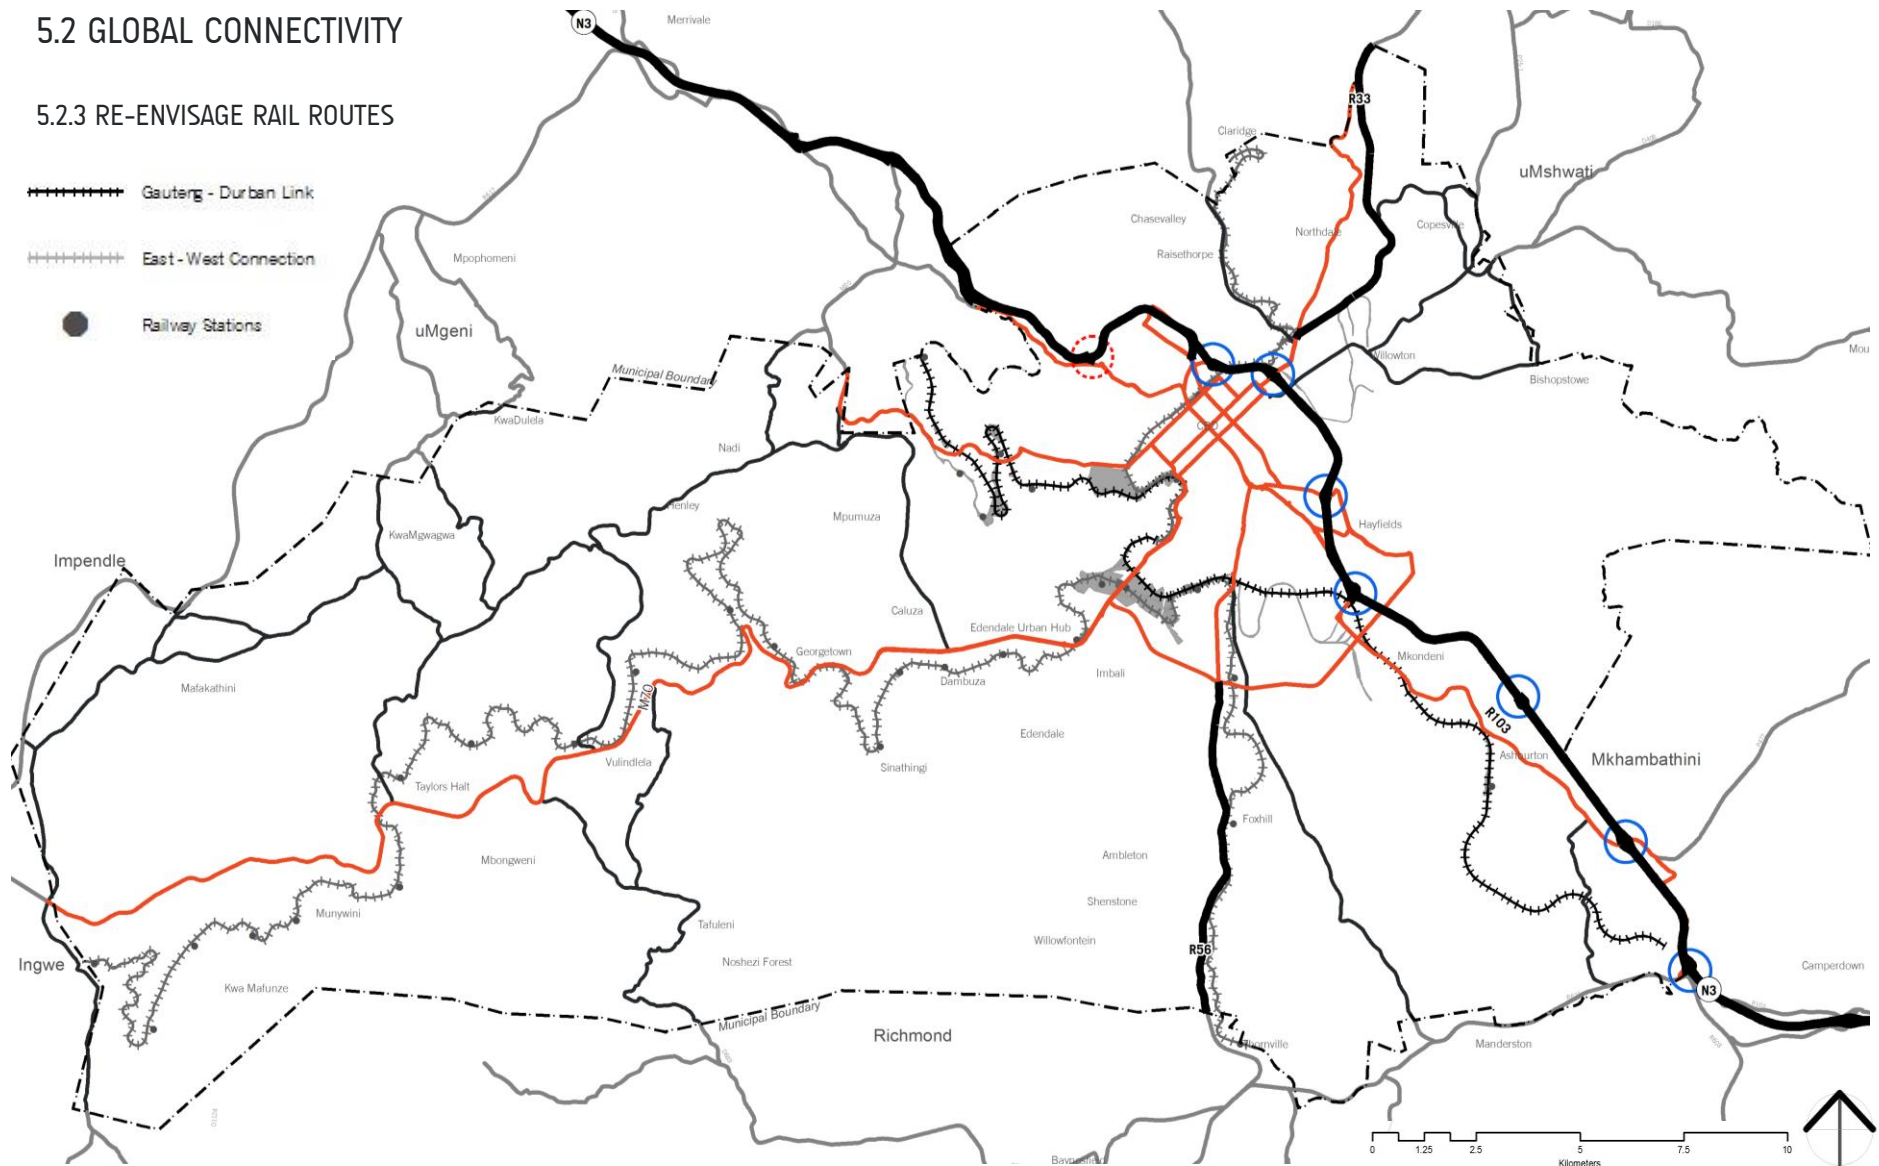 5.2 GLOBAL CONNECTIVITY
5.2.3 RE-ENVISAGE RAIL ROUTES
Gauteng - Durban Link
East - West Connection
Railway Stations
N3
Merrivale
R33
Claridge
uMshwati
Chasevalley
Northdale
Copesville
Raisethorpe
Mpophomeni
uMgeni
Municipal Boundary
Willowton
Bishopstowe
KwaDulela
CBD
Nadi
Henley
Mpumuza
Hayfields
KwaMgwagwa
Impendle
Caluza
Edendale Urban Hub
Georgetown
Mkondeni
Imbali
Dambuza
Matakathini
M70
R103
Edendale
Ashburton
Mkhambathini
Vulindlela
Sinathingi
Taylors Halt
Foxhill
Mbongweni
Ambleton
Shenstone
Munywini
Tafuleni
Willowfontein
R56
Noshezi Forest
Ingwe
Camperdown
Kwa Mafunze
N3
Municipal Boundary
Richmond
Thornville
Manderston
0 1.25 2.5 5 7.5 10
Kilometers